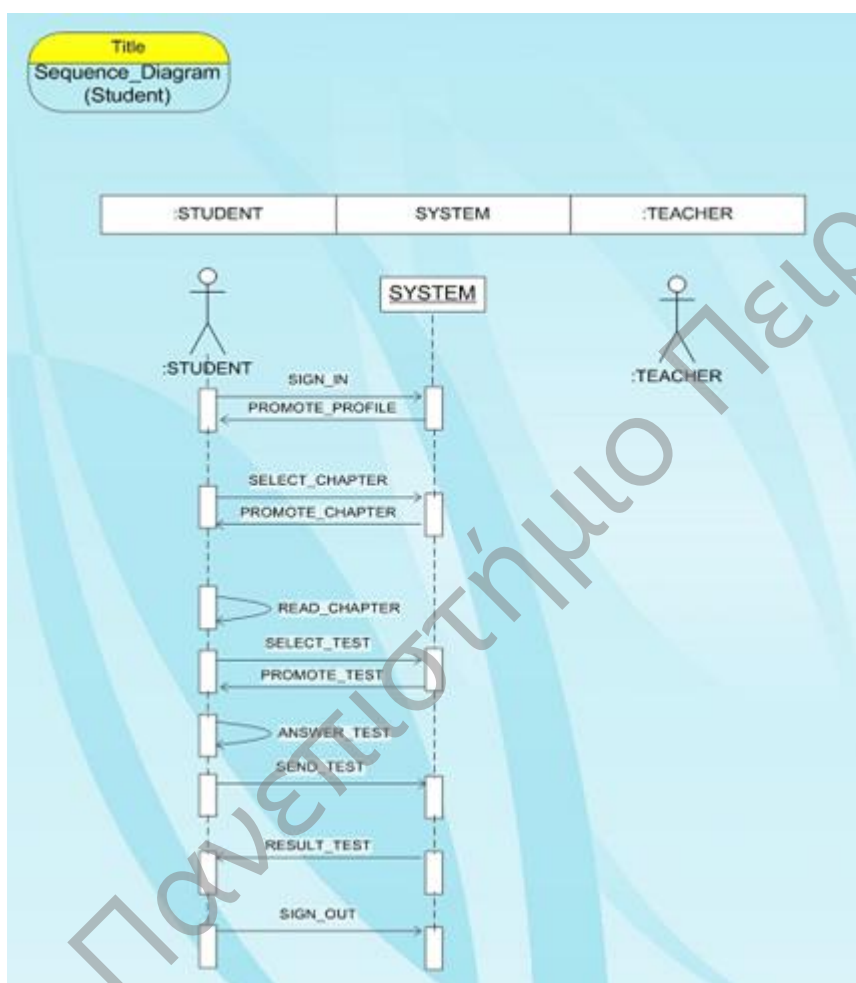 Title
Sequence_Diagram
(Student)
:STUDENT SYSTEM :TEACHER
SYSTEM
:STUDENT
:TEACHER
SIGN_IN
PROMOTE_PROFILE
SELECT_CHAPTER
PROMOTE_CHAPTER
READ_CHAPTER
SELECT_TEST
PROMOTE_TEST
ANSWER_TEST
SEND_TEST
RESULT_TEST
SIGN_OUT
Πανεπιστήμιο Πειρ